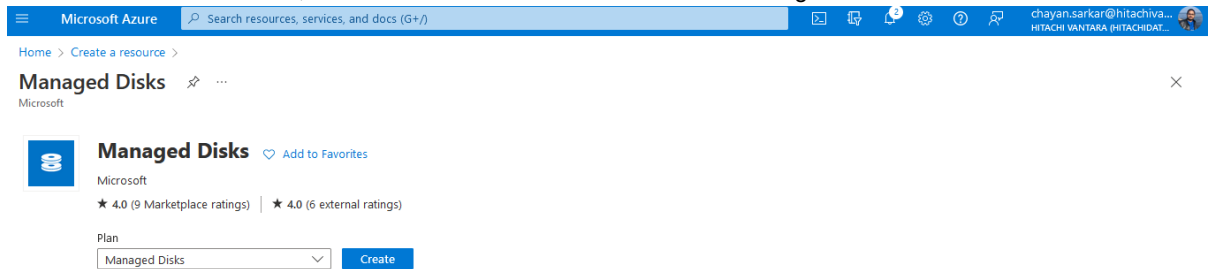 Microsoft Azure
Search resources, services, and docs (G+/)
2
chayan.sarkar@hitachiva...
HITACHI VANTARA (HITACHIDAT...
Home > Create a resource >
Managed Disks
Microsoft
Managed Disks
Add to Favorites
Microsoft
★ 4.0 (9 Marketplace ratings) | ★ 4.0 (6 external ratings)
Plan
Managed Disks
Create